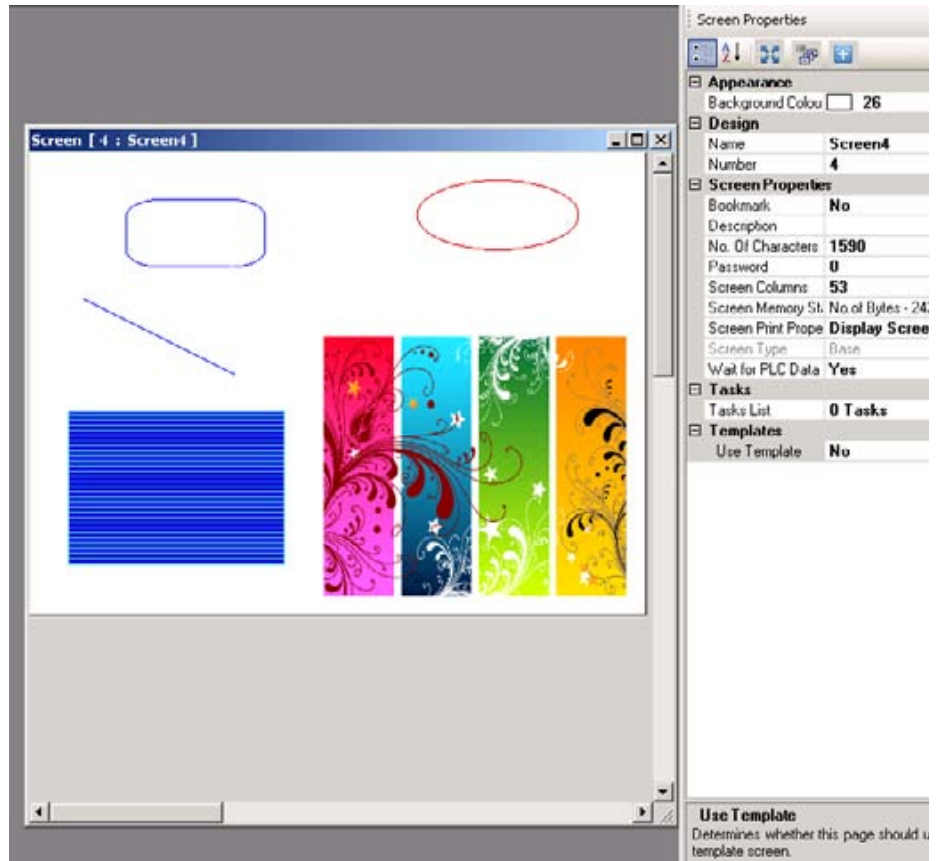 Screen Properties
Appearance
Background Colou 26
Screen [ 4 : Screen4 ]
Design
Name Screen4
Number 4
Screen Properties
Bookmark No
Description
No. Of Characters 1590
Password 0
Screen Columns 53
Screen Memory St. No.of Bytes - 24
Screen Print Prope Display Scree
Screen Type Base
Wait for PLC Data Yes
Tasks
Tasks List 0 Tasks
Templates
Use Template No
Use Template
Determines whether this page should u
template screen.